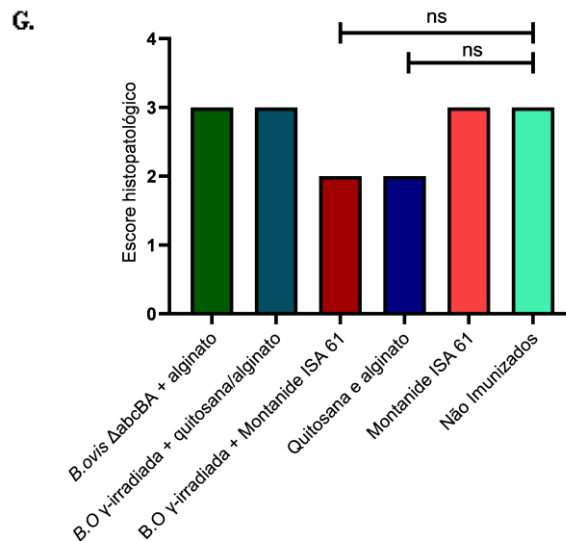 G.
ns
ns
4
3
2
1
0
Escore histopatológico
B.ovis ΔabcBA + alginato
B.O γ-irradiada + quitosana/alginato
B.O γ-irradiada + Montanide ISA 61
Quitosana e alginato
Montanide ISA 61
Não Imunizados